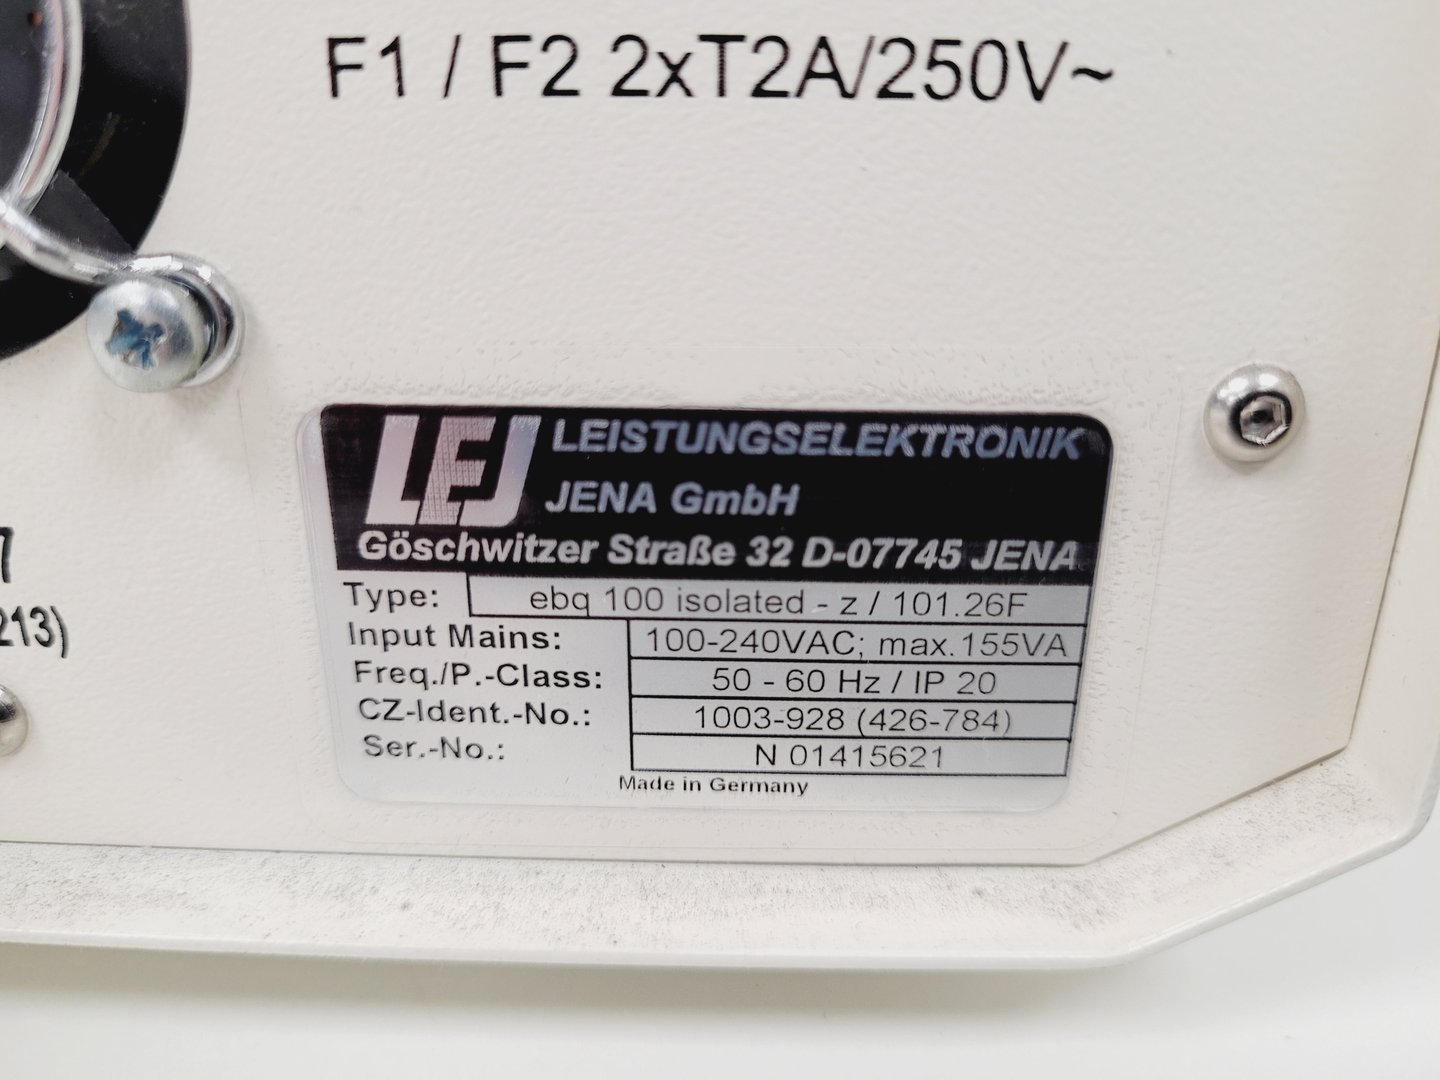 F1 / F2 2xT2A/250V~
213)
LEJ LEISTUNGSELEKTRONIK
JENA GmbH
Göschwitzer Straße 32 D-07745 JENA
Type: ebq 100 isolated - z / 101.26F
Input Mains: 100-240VAC; max.155VA
Freq./P.-Class: 50 - 60 Hz / IP 20
CZ-Ident.-No.: 1003-928 (426-784)
Ser.-No.: N 01415621
Made in Germany